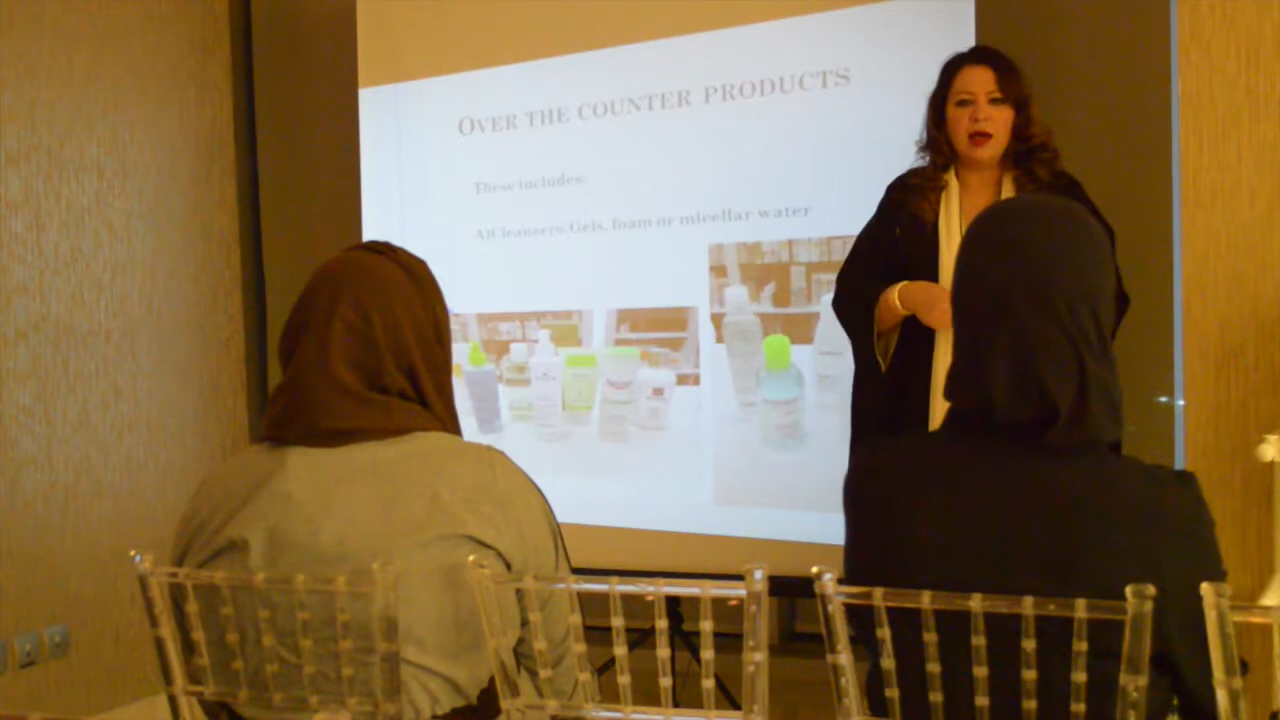 OVER THE COUNTER PRODUCTS
These includes:
A)Cleansers: Gels, foam or micellar water